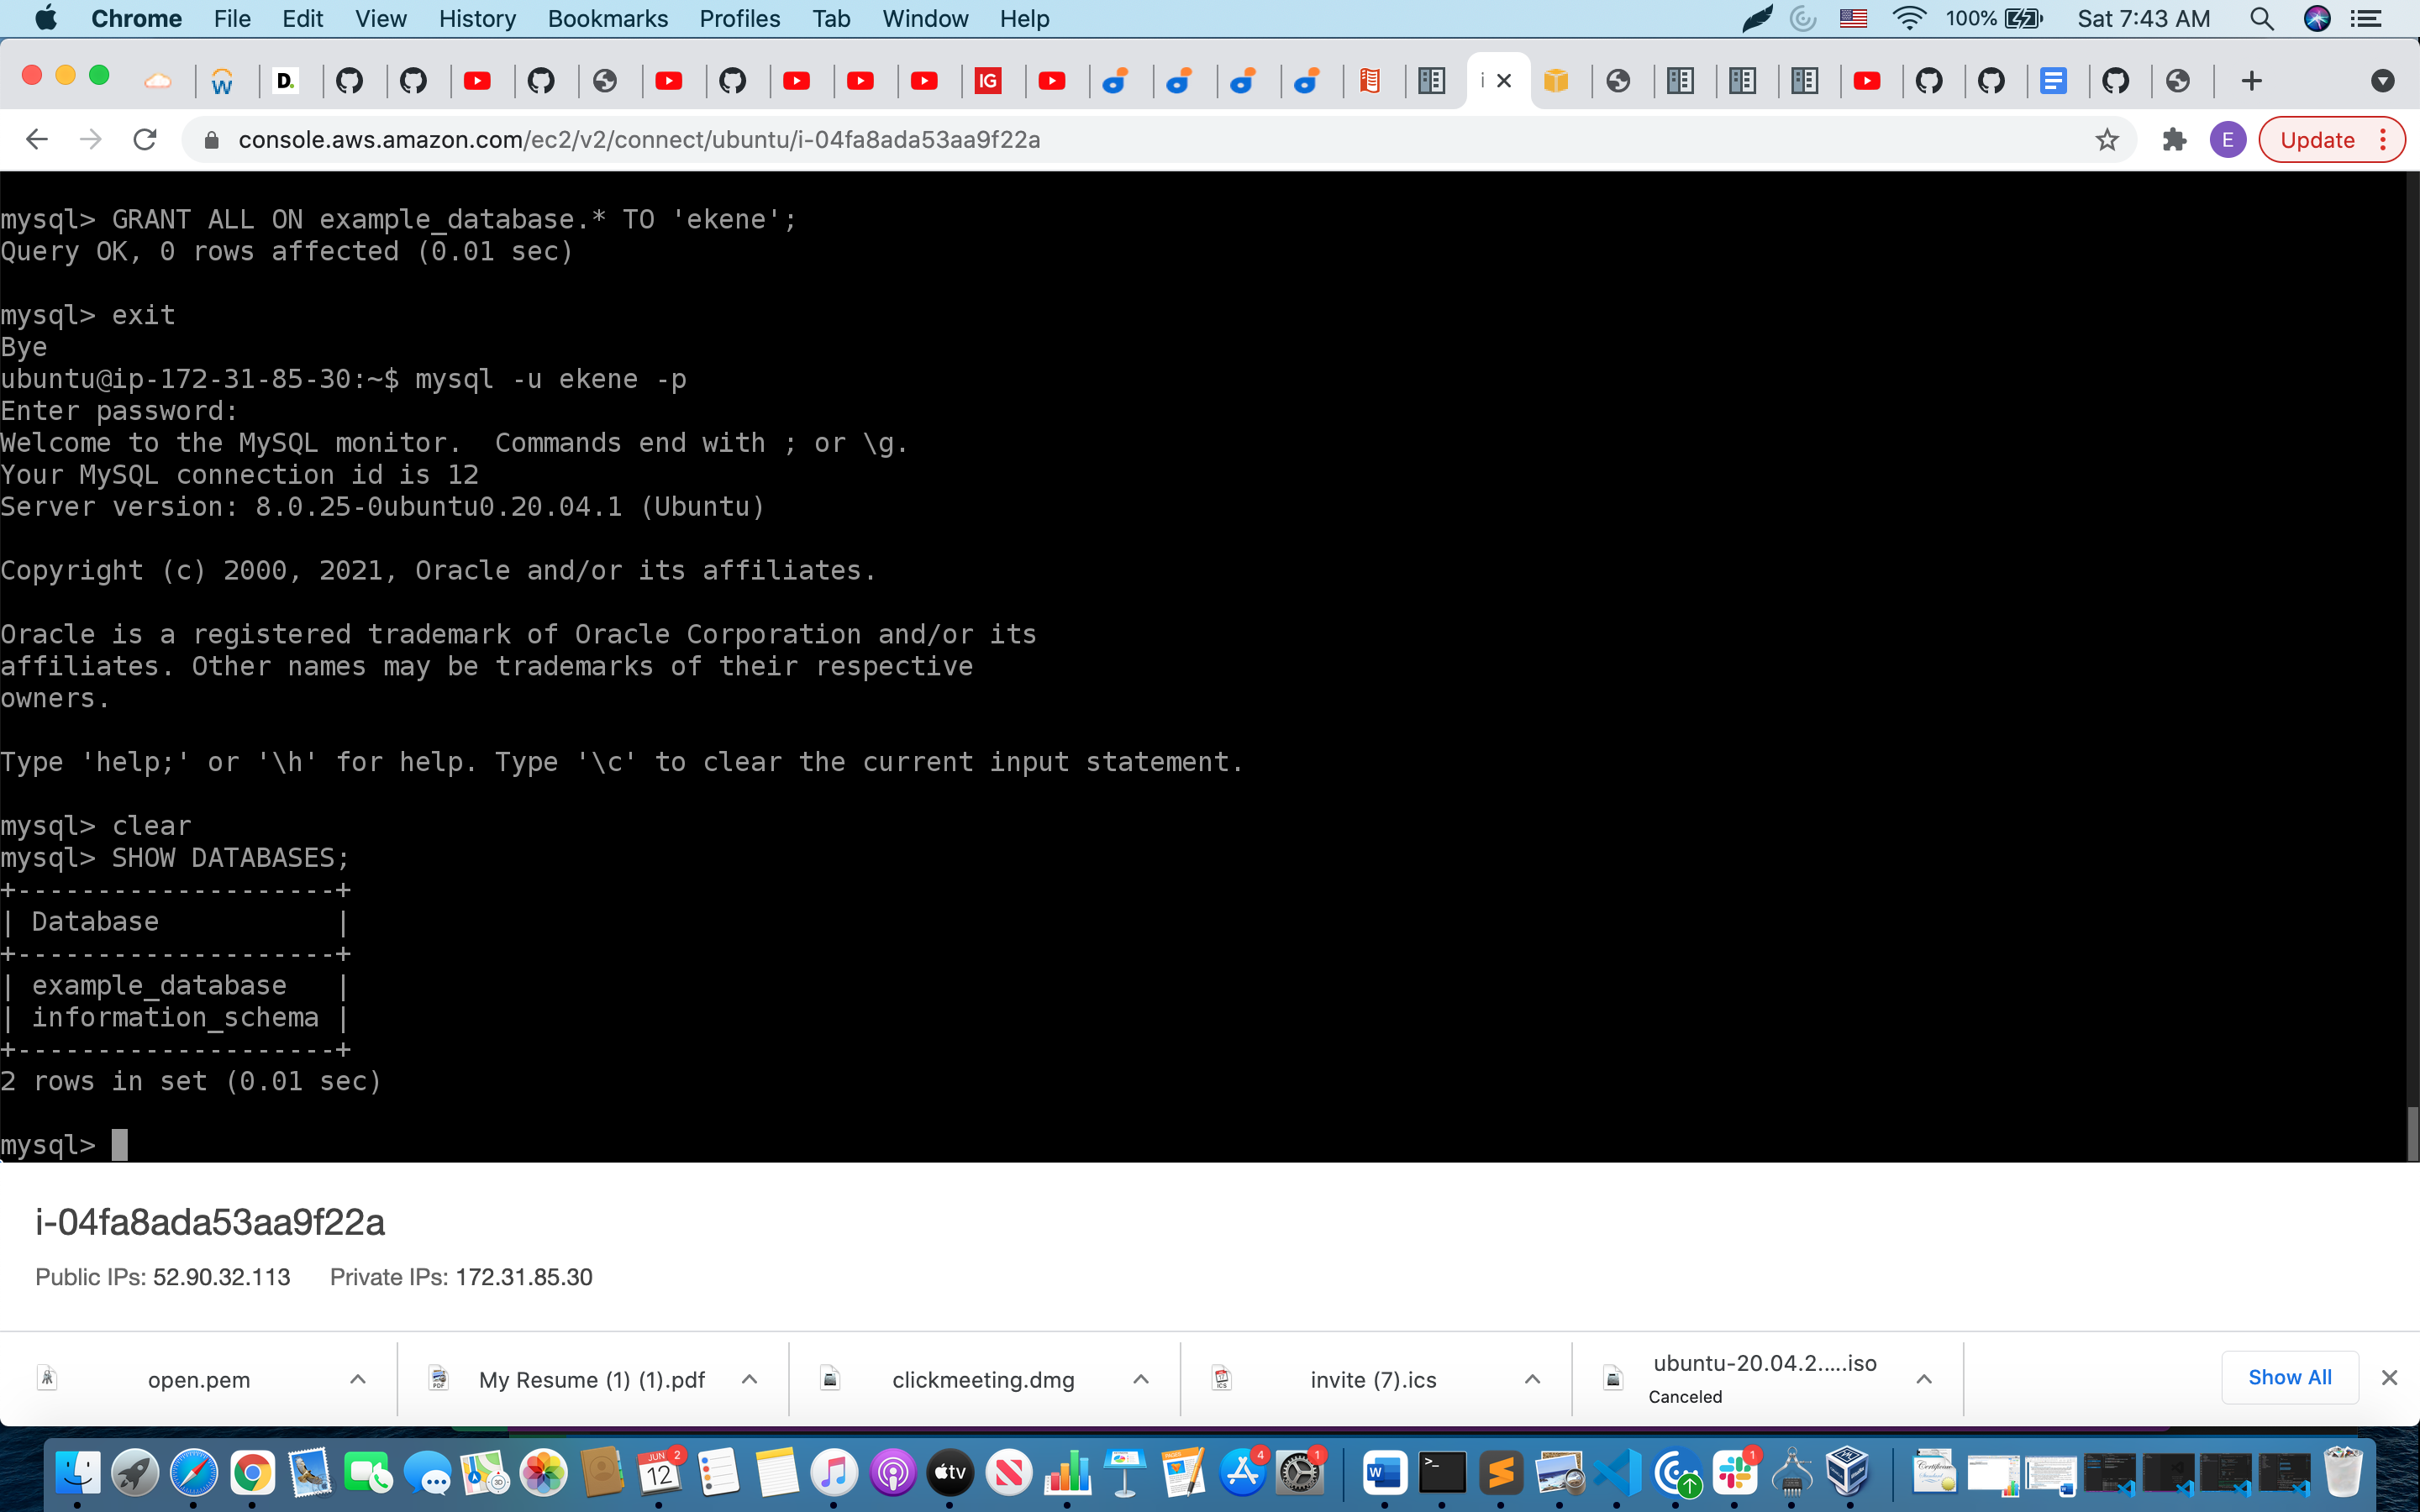 Chrome File Edit View History Bookmarks Profiles Tab Window Help 100% Sat 7:43 AM
D. IG i
console.aws.amazon.com/ec2/v2/connect/ubuntu/i-04fa8ada53aa9f22a E Update
mysql> GRANT ALL ON example_database.* TO 'ekene';
Query OK, 0 rows affected (0.01 sec)
mysql> exit
Bye
ubuntu@ip-172-31-85-30:~$ mysql -u ekene -p
Enter password:
Welcome to the MySQL monitor.  Commands end with ; or \g.
Your MySQL connection id is 12
Server version: 8.0.25-0ubuntu0.20.04.1 (Ubuntu)
Copyright (c) 2000, 2021, Oracle and/or its affiliates.
Oracle is a registered trademark of Oracle Corporation and/or its
affiliates. Other names may be trademarks of their respective
owners.
Type 'help;' or '\h' for help. Type '\c' to clear the current input statement.
mysql> clear
mysql> SHOW DATABASES;
+--------------------+
| Database           |
+--------------------+
| example_database   |
| information_schema |
+--------------------+
2 rows in set (0.01 sec)
mysql>
i-04fa8ada53aa9f22a
Public IPs: 52.90.32.113 Private IPs: 172.31.85.30
open.pem My Resume (1) (1).pdf clickmeeting.dmg invite (7).ics ubuntu-20.04.2.....iso Show All
Canceled
JUN 12 2 tv 4 1 W >_ 1